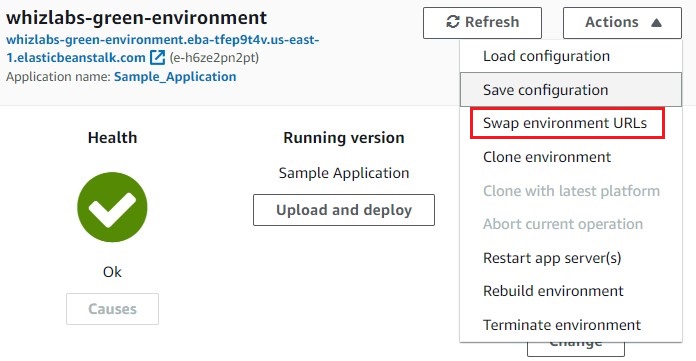 whizlabs-green-environment
whizlabs-green-environment.eba-tfep9t4v.us-east-
1.elasticbeanstalk.com (e-h6ze2pn2pt)
Application name: Sample_Application
Refresh
Actions
Load configuration
Save configuration
Swap environment URLs
Clone environment
Clone with latest platform
Abort current operation
Restart app server(s)
Rebuild environment
Terminate environment
Health
Ok
Causes
Running version
Sample Application
Upload and deploy
Change